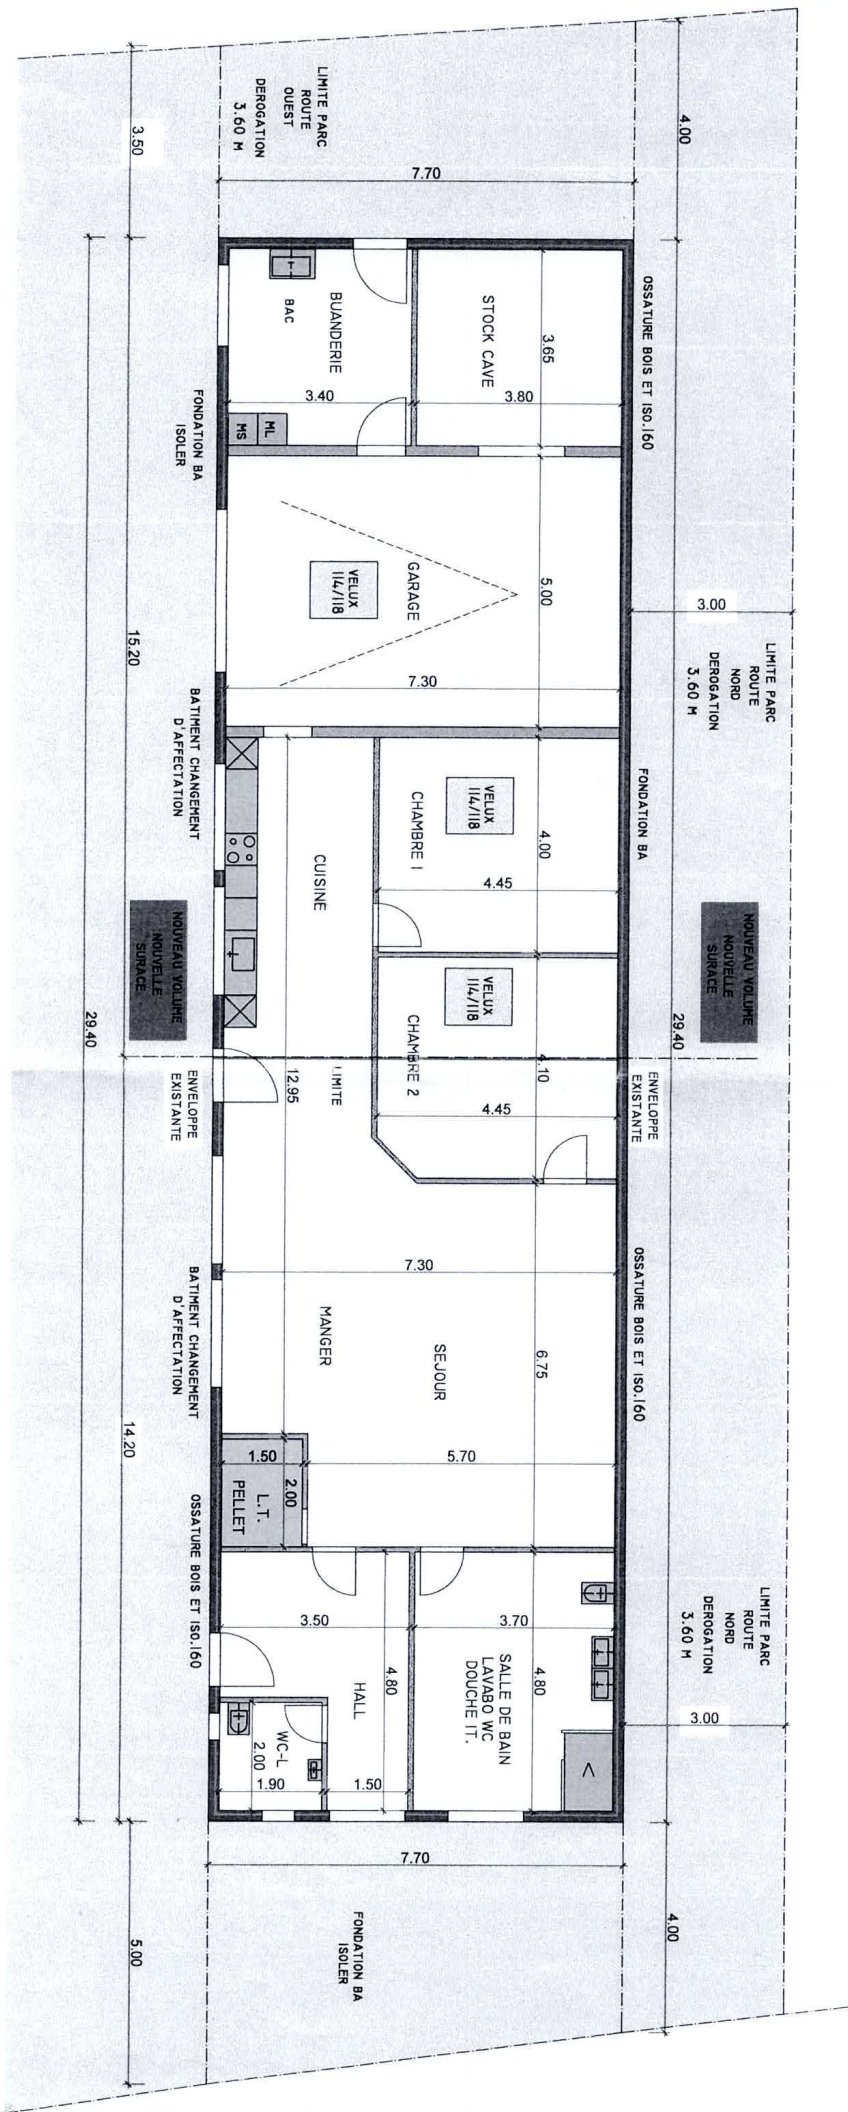 4.00
3.50
LIMITE PARC
ROUTE
OUEST
DEROGATION
3.60 M
7.70
OSSATURE BOIS ET ISO.160
STOCK CAVE
3.65
3.80
BUANDERIE
BAC
3.40
ML
MS
FONDATION BA
ISOLER
GARAGE
VELUX
114/118
5.00
7.30
3.00
LIMITE PARC
ROUTE
NORD
DEROGATION
3.60 M
15.20
BATIMENT CHANGEMENT
D'AFFECTATION
FONDATION BA
VELUX
114/118
CHAMBRE 1
4.00
4.45
CUISINE
NOUVEAU VOLUME
NOUVELLE
SURACE
NOUVEAU VOLUME
NOUVELLE
SURACE
29.40
29.40
VELUX
114/118
CHAMBRE 2
4.10
4.45
12.95
LIMITE
ENVELOPPE
EXISTANTE
ENVELOPPE
EXISTANTE
OSSATURE BOIS ET ISO.160
7.30
MANGER
SEJOUR
6.75
BATIMENT CHANGEMENT
D'AFFECTATION
14.20
1.50
5.70
2.00
L.T.
PELLET
OSSATURE BOIS ET ISO.160
LIMITE PARC
ROUTE
NORD
DEROGATION
3.60 M
3.00
3.50
3.70
4.80
4.80
SALLE DE BAIN
LAVABO WC
DOUCHE IT.
HALL
WC-L
2.00
1.90
1.50
7.70
4.00
5.00
FONDATION BA
ISOLER